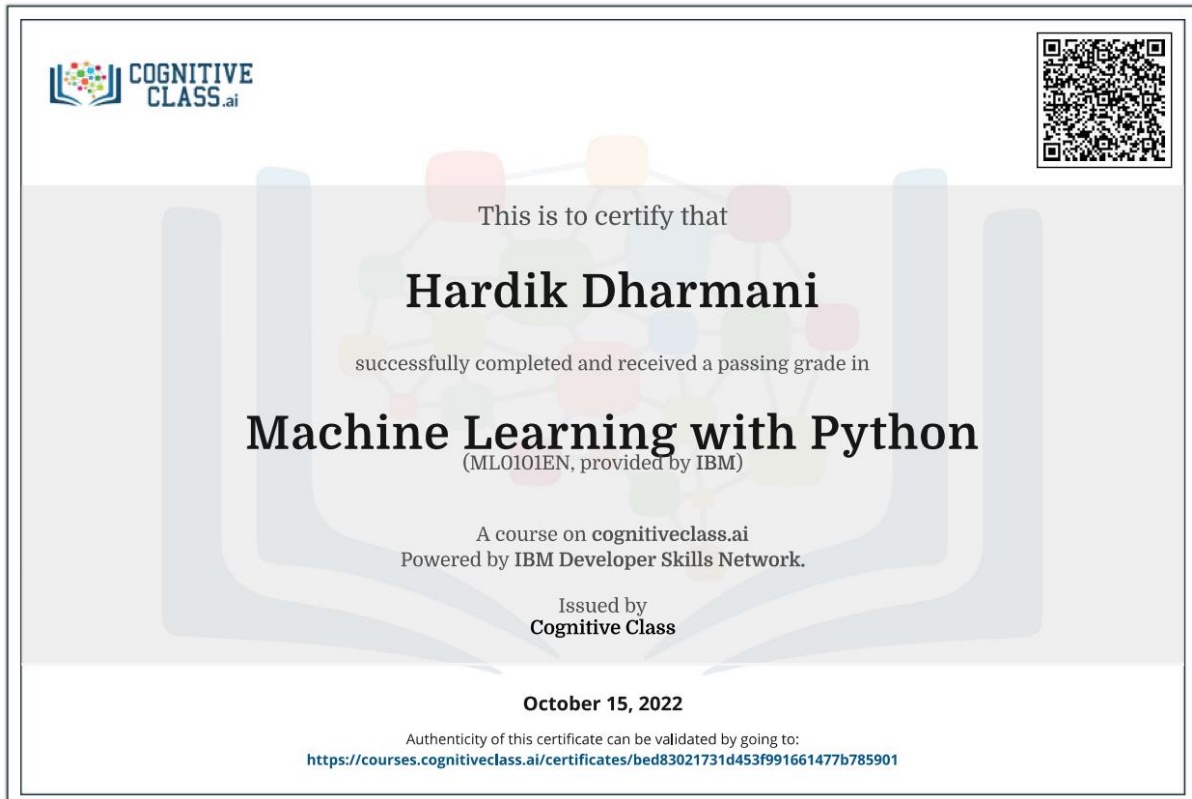 COGNITIVE
CLASS.ai
This is to certify that
Hardik Dharmani
successfully completed and received a passing grade in
Machine Learning with Python
(ML0101EN, provided by IBM)
A course on cognitiveclass.ai
Powered by IBM Developer Skills Network.
Issued by
Cognitive Class
October 15, 2022
Authenticity of this certificate can be validated by going to:
https://courses.cognitiveclass.ai/certificates/bed83021731d453f991661477b785901